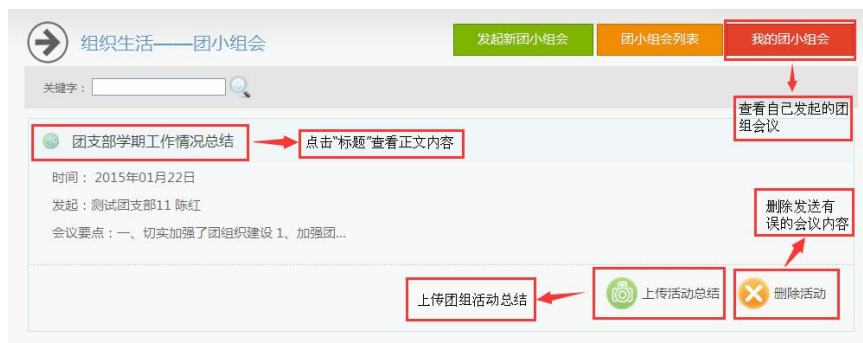 组织生活——团小组会
发起新团小组会
团小组会列表
我的团小组会
关键字：
查看自己发起的团
组会议
团支部学期工作情况总结
点击“标题”查看正文内容
时间：2015年01月22日
发起：测试团支部11 陈红
会议要点：一、切实加强了团组织建设 1、加强团...
删除发送有
误的会议内容
上传团组活动总结
上传活动总结
删除活动